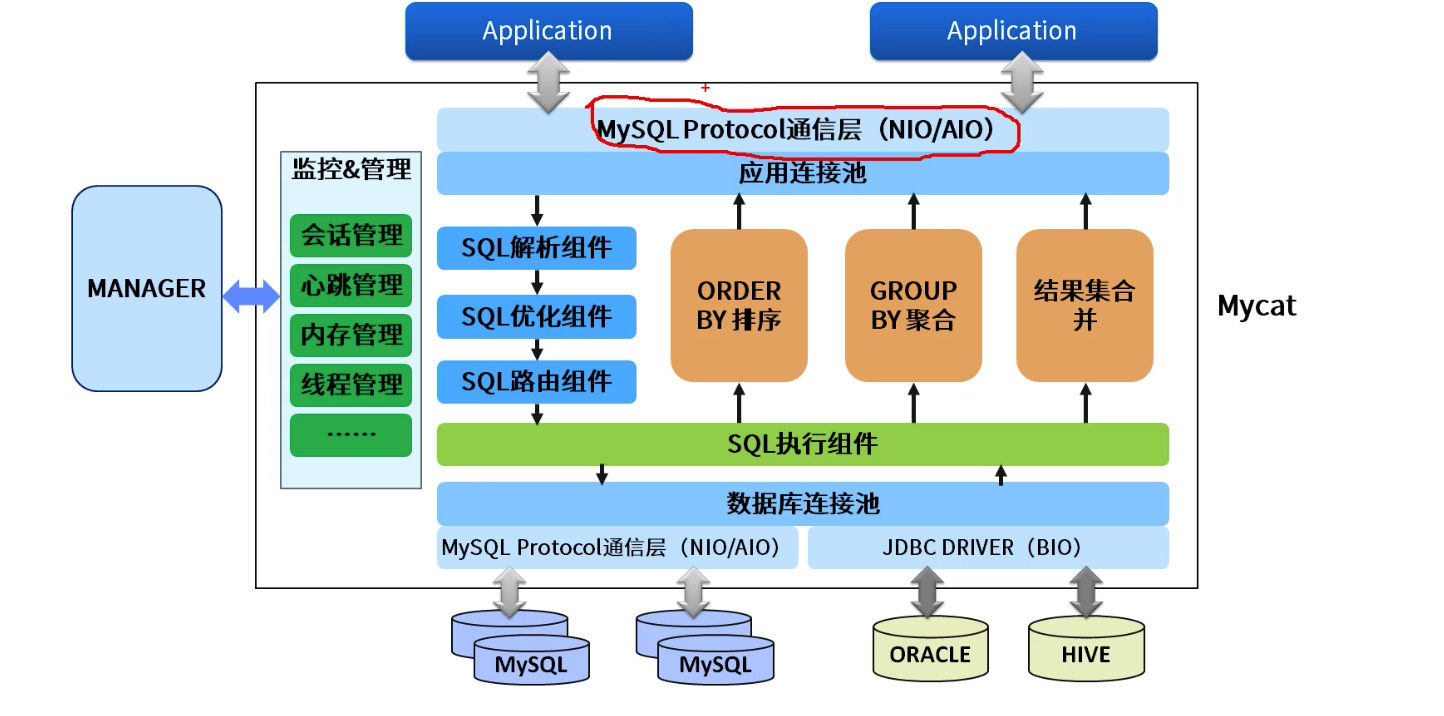 Application
Application
MySQL Protocol通信层（NIO/AIO）
应用连接池
监控&管理
会话管理
心跳管理
内存管理
线程管理
……
MANAGER
SQL解析组件
SQL优化组件
SQL路由组件
ORDER
BY 排序
GROUP
BY 聚合
结果集合
并
Mycat
SQL执行组件
数据库连接池
MySQL Protocol通信层（NIO/AIO）
JDBC DRIVER（BIO）
MySQL
MySQL
ORACLE
HIVE